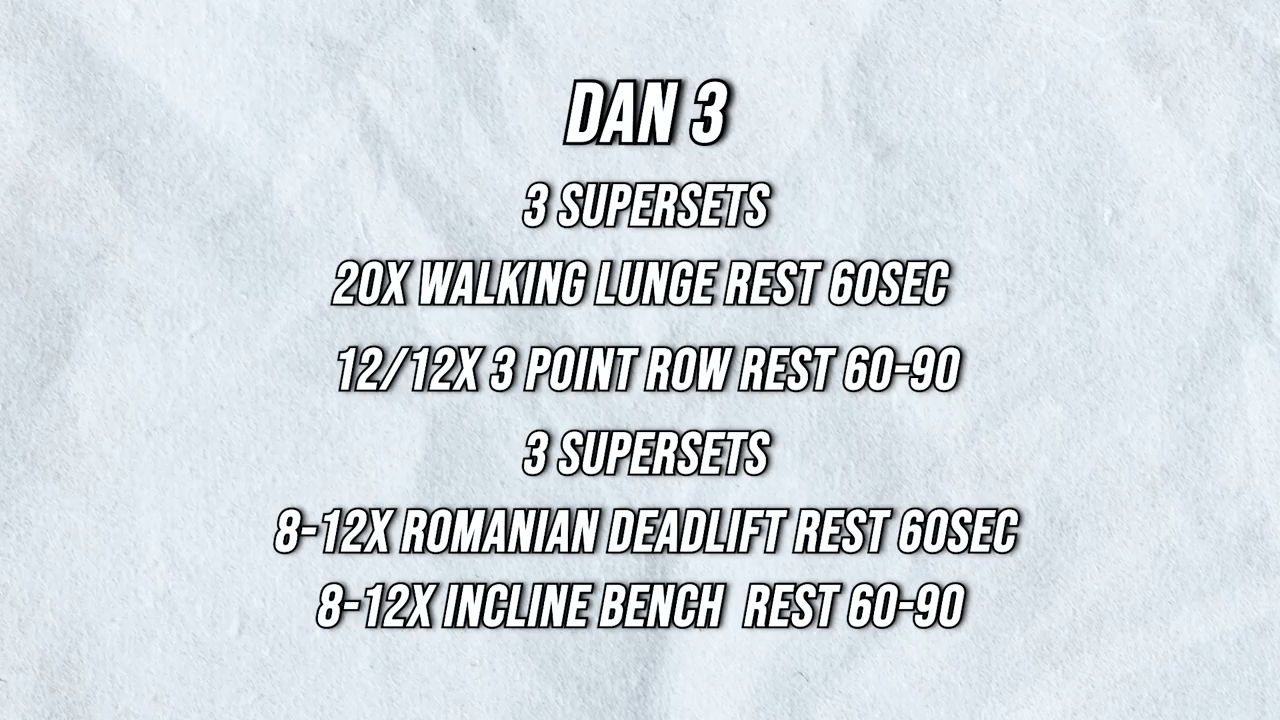 DAN 3
3 SUPERSETS
20X WALKING LUNGE REST 60SEC
12/12X 3 POINT ROW REST 60-90
3 SUPERSETS
8-12X ROMANIAN DEADLIFT REST 60SEC
8-12X INCLINE BENCH  REST 60-90